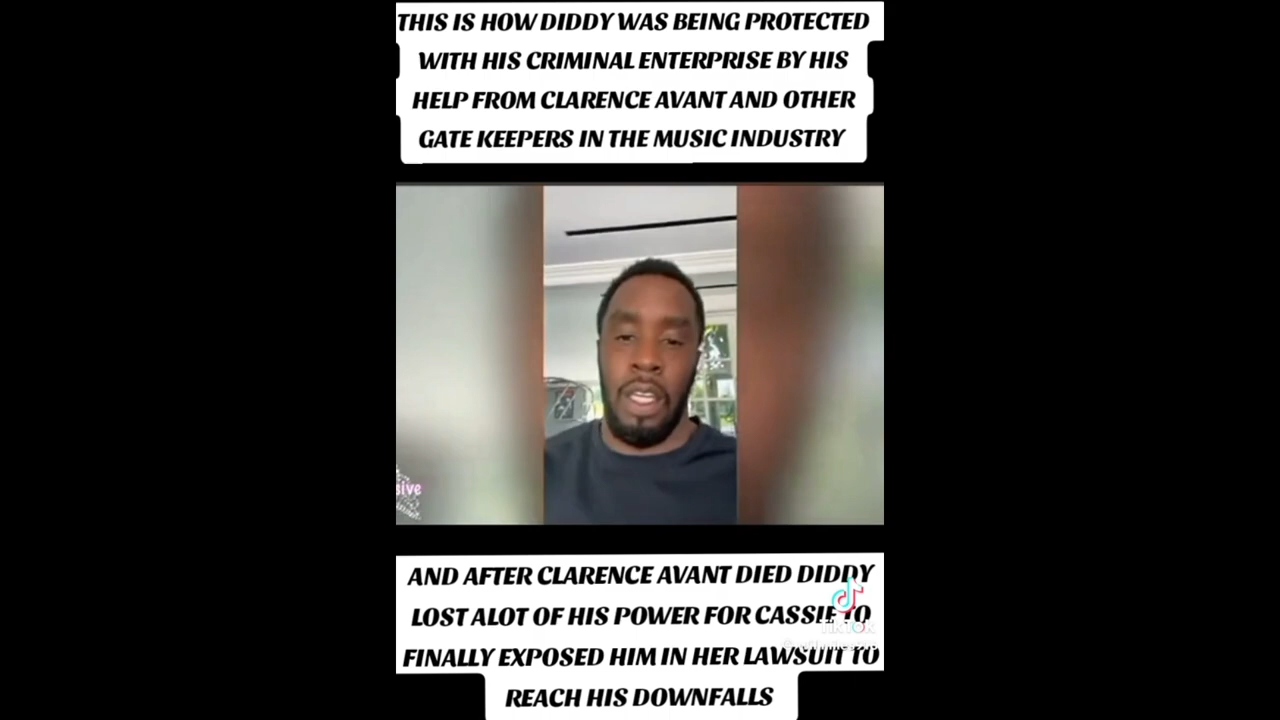 THIS IS HOW DIDDY WAS BEING PROTECTED
WITH HIS CRIMINAL ENTERPRISE BY HIS
HELP FROM CLARENCE AVANT AND OTHER
GATE KEEPERS IN THE MUSIC INDUSTRY
sive
AND AFTER CLARENCE AVANT DIED DIDDY
LOST ALOT OF HIS POWER FOR CASSIE TO
TikTok
FINALLY EXPOSED HIM IN HER LAWSUIT TO
REACH HIS DOWNFALLS